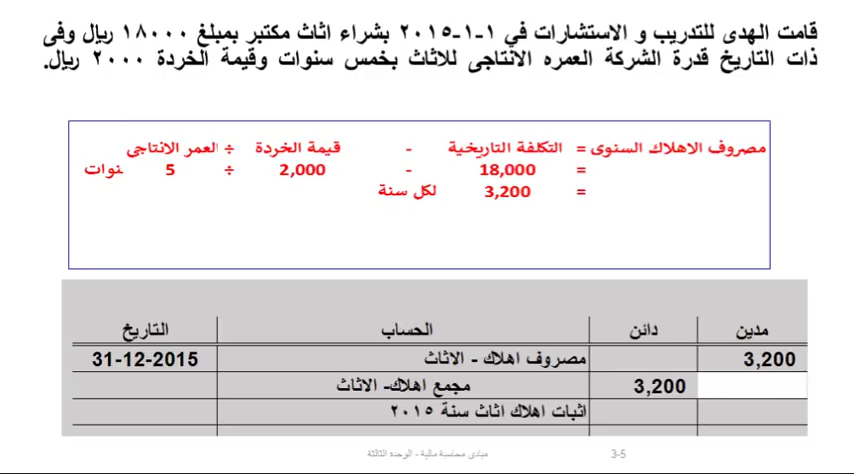 قامت الهدى للتدريب و الاستشارات في ١-١-٢٠١٥ بشراء اثاث مكتبر بمبلغ ١٨٠٠٠ ريال وفى
ذات التاريخ قدرة الشركة العمره الانتاجى للاثاث بخمس سنوات وقيمة الخردة ٢٠٠٠ ريال.
مصروف الاهلاك السنوى = التكلفة التاريخية - قيمة الخردة ÷ العمر الانتاجى
= 18,000 - 2,000 ÷ 5 نوات
= 3,200 لكل سنة
مدين دائن الحساب التاريخ
3,200 مصروف اهلاك - الاثاث 31-12-2015
3,200 مجمع اهلاك- الاثاث
اثبات اهلاك اثاث سنة ٢٠١٥
3-5 مبادى محاسبة مالية - الوحده الثالثة